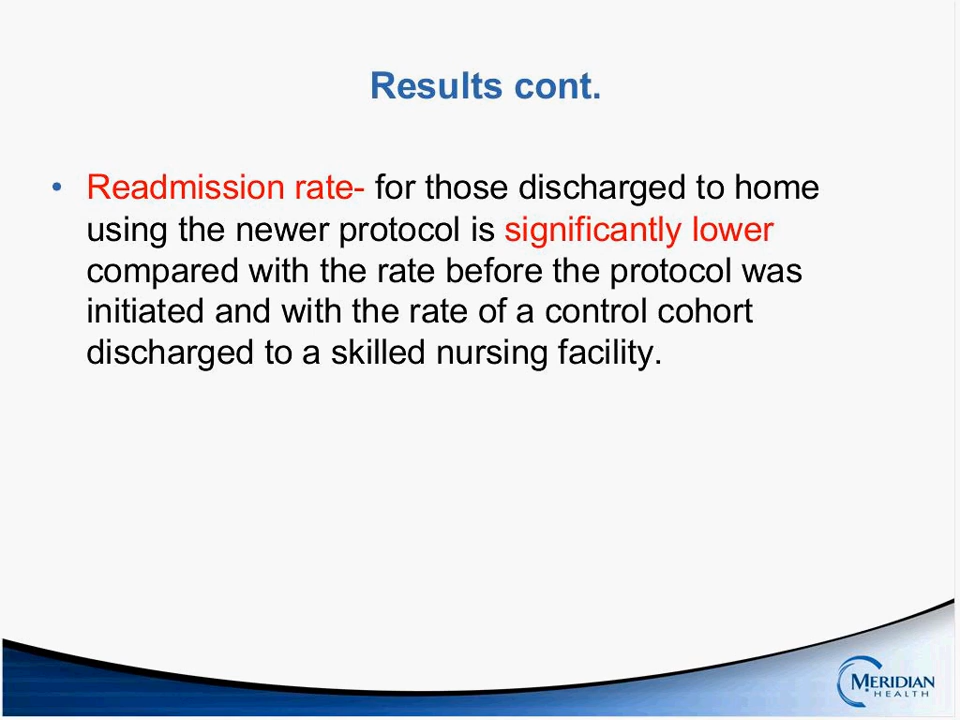 Results cont.
• Readmission rate- for those discharged to home
using the newer protocol is significantly lower
compared with the rate before the protocol was
initiated and with the rate of a control cohort
discharged to a skilled nursing facility.
MERIDIAN
HEALTH